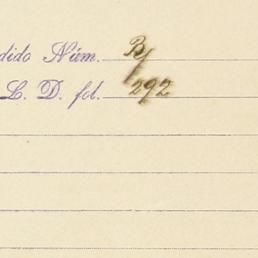 dido Núm. B/
L. D. fol. 292